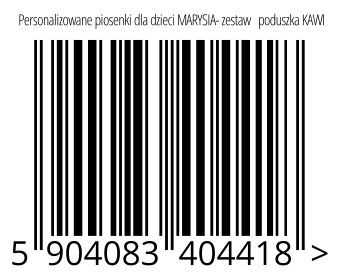 Personalizowane piosenki dla dzieci MARYSIA- zestaw poduszka KAWI
5 904083 404418 >